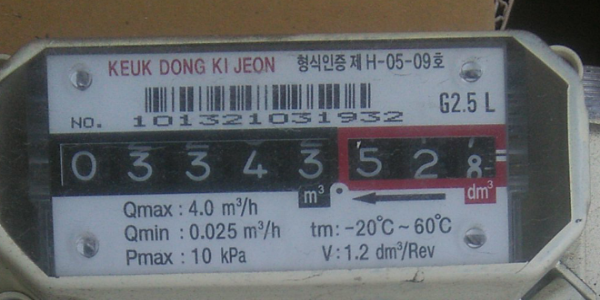 KEUK DONG KI JEON 형식인증 제 H-05-09호
G2.5 L
NO. 101321031932
0 3 3 4 3 5 2 8
m³ dm³
Qmax : 4.0 m³/h
Qmin : 0.025 m³/h tm: -20℃ ~ 60℃
Pmax : 10 kPa V : 1.2 dm³/Rev